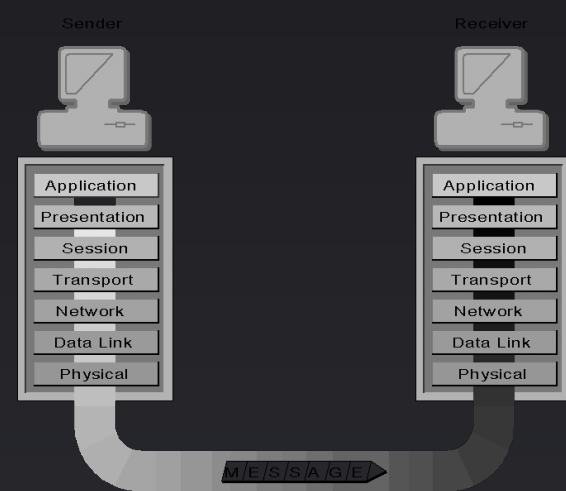 Sender
Receiver
Application
Presentation
Session
Transport
Network
Data Link
Physical
Application
Presentation
Session
Transport
Network
Data Link
Physical
MESSAGE